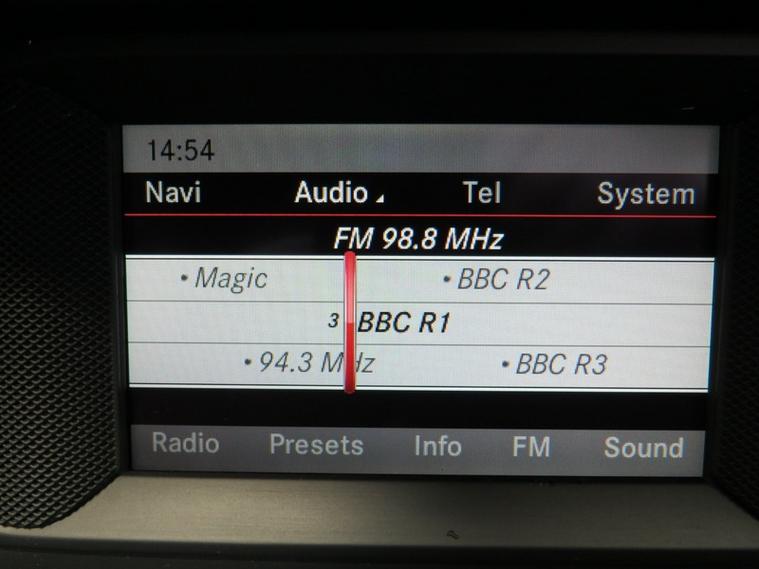 14:54
Navi Audio Tel System
FM 98.8 MHz
• Magic • BBC R2
3 BBC R1
• 94.3 MHz • BBC R3
Radio Presets Info FM Sound